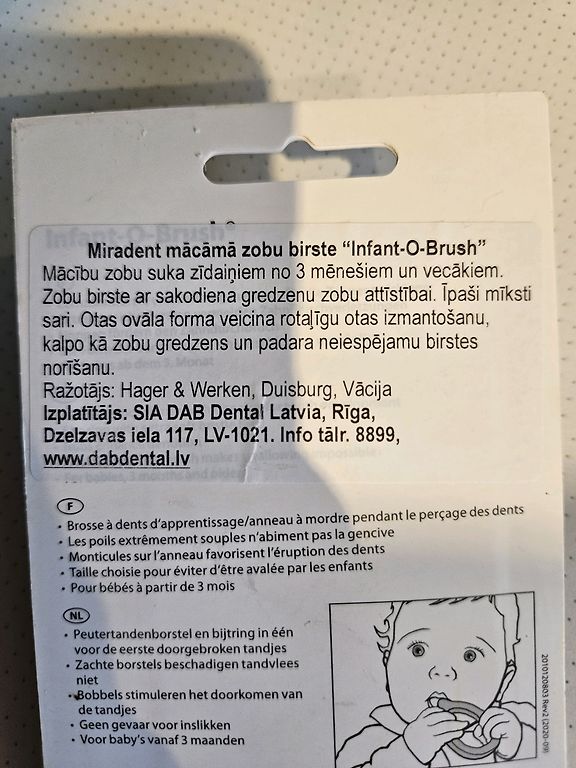 Miradent mācāmā zobu birste “Infant-O-Brush”
Mācību zobu suka zīdaiņiem no 3 mēnešiem un vecākiem.
Zobu birste ar sakodiena gredzenu zobu attīstībai. Īpaši mīksti
sari. Otas ovāla forma veicina rotaļīgu otas izmantošanu,
kalpo kā zobu gredzens un padara neiespējamu birstes
norīšanu.
Ražotājs: Hager & Werken, Duisburg, Vācija
Izplatītājs: SIA DAB Dental Latvia, Rīga,
Dzelzavas iela 117, LV-1021. Info tālr. 8899,
www.dabdental.lv
F
• Brosse à dents d'apprentissage/anneau à mordre pendant le perçage des dents
• Les poils extrêmement souples n'abiment pas la gencive
• Monticules sur l'anneau favorisent l'éruption des dents
• Taille choisie pour éviter d'être avalée par les enfants
• Pour bébés à partir de 3 mois
NL
• Peutertandenborstel en bijtring in één
voor de eerste doorgebroken tandjes
• Zachte borstels beschadigen tandvlees
niet
• Bobbels stimuleren het doorkomen van
de tandjes
• Geen gevaar voor inslikken
• Voor baby's vanaf 3 maanden
2010120803 Rev2 (2020-09)